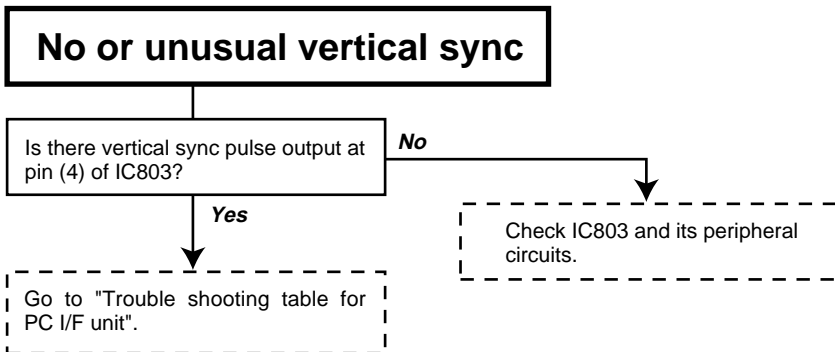 No or unusual vertical sync
Is there vertical sync pulse output at
pin (4) of IC803?
No
Yes
Check IC803 and its peripheral
circuits.
Go to "Trouble shooting table for
PC I/F unit".